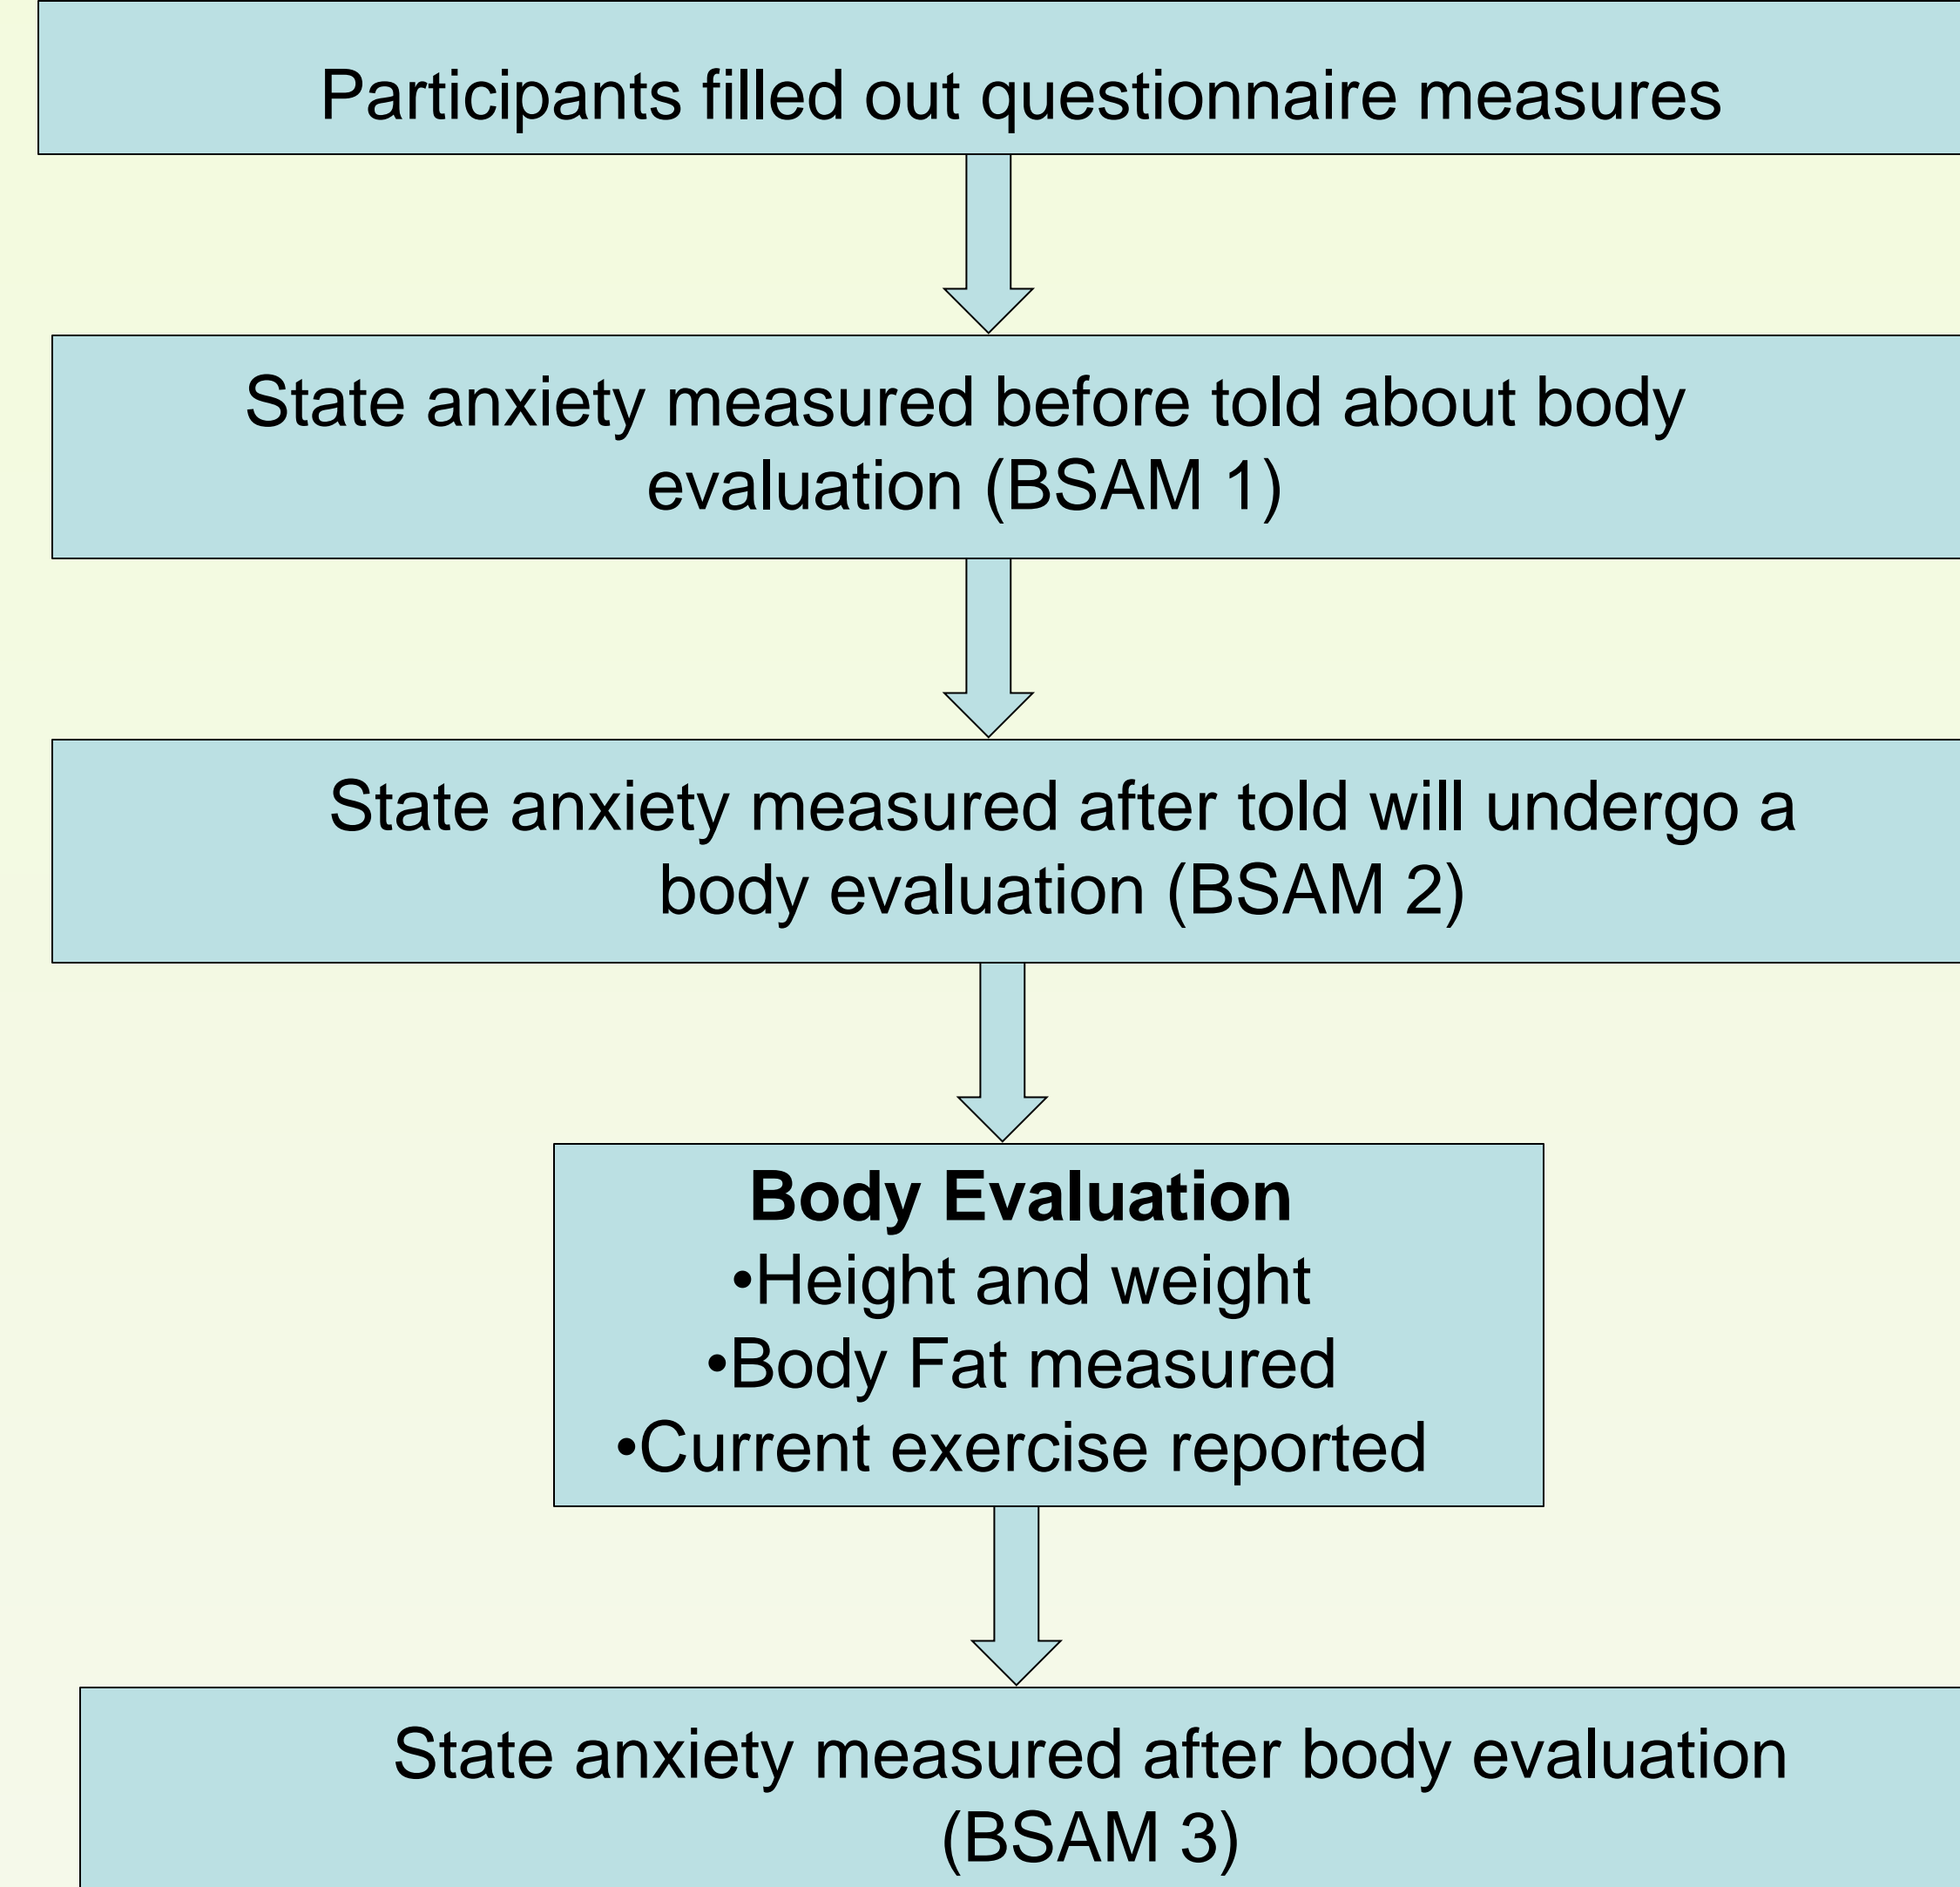 Participants filled out questionnaire measures
State anxiety measured before told about body
evaluation (BSAM 1)
State anxiety measured after told will undergo a
body evaluation (BSAM 2)
Body Evaluation
•Height and weight
•Body Fat measured
•Current exercise reported
State anxiety measured after body evaluation
(BSAM 3)